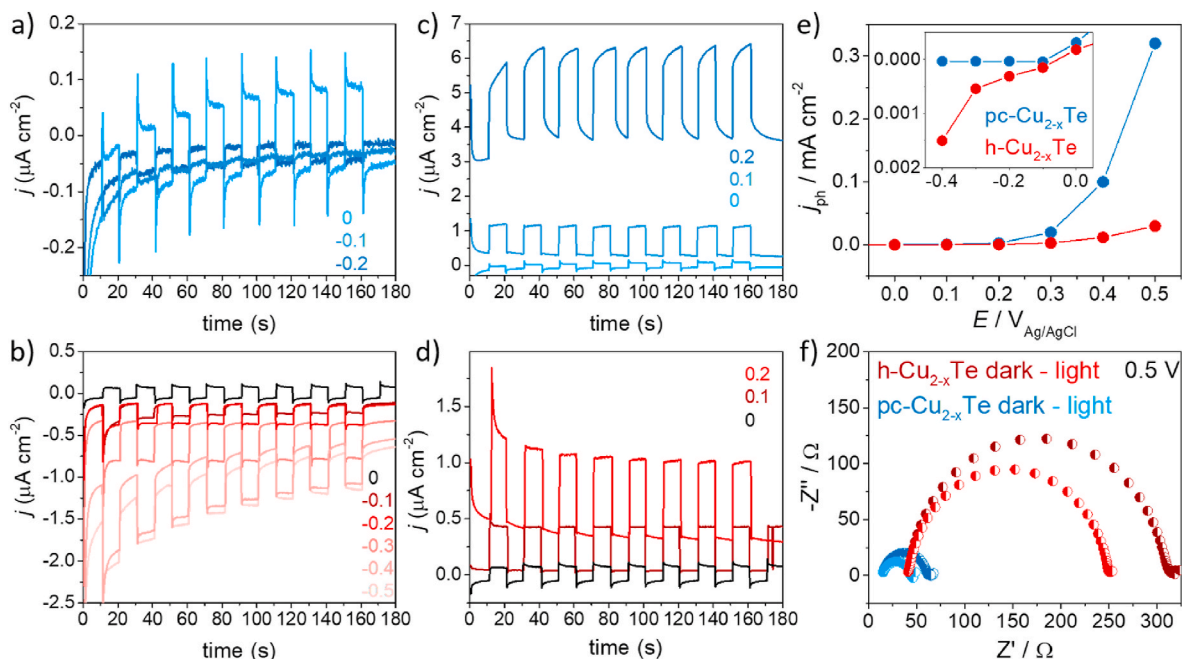 a)
0.2
0.1
0.0
-0.1
-0.2
j (μA cm⁻²)
0
-0.1
-0.2
0 20 40 60 80 100 120 140 160 180
time (s)
c)
7
6
5
4
3
2
1
0
j (μA cm⁻²)
0.2
0.1
0
0 20 40 60 80 100 120 140 160 180
time (s)
e)
0.3
0.2
0.1
0.0
j_ph / mA cm⁻²
0.000
0.001
0.002
pc-Cu₂₋ₓTe
h-Cu₂₋ₓTe
-0.4 -0.2 0.0
0.0 0.1 0.2 0.3 0.4 0.5
E / V_Ag/AgCl
b)
0.5
0.0
-0.5
-1.0
-1.5
-2.0
-2.5
j (μA cm⁻²)
0
-0.1
-0.2
-0.3
-0.4
-0.5
0 20 40 60 80 100 120 140 160 180
time (s)
d)
1.5
1.0
0.5
0.0
j (μA cm⁻²)
0.2
0.1
0
0 20 40 60 80 100 120 140 160 180
time (s)
f)
200
175
150
125
100
75
50
25
0
-Z'' / Ω
h-Cu₂₋ₓTe dark - light
pc-Cu₂₋ₓTe dark - light
0.5 V
0 50 100 150 200 250 300
Z' / Ω